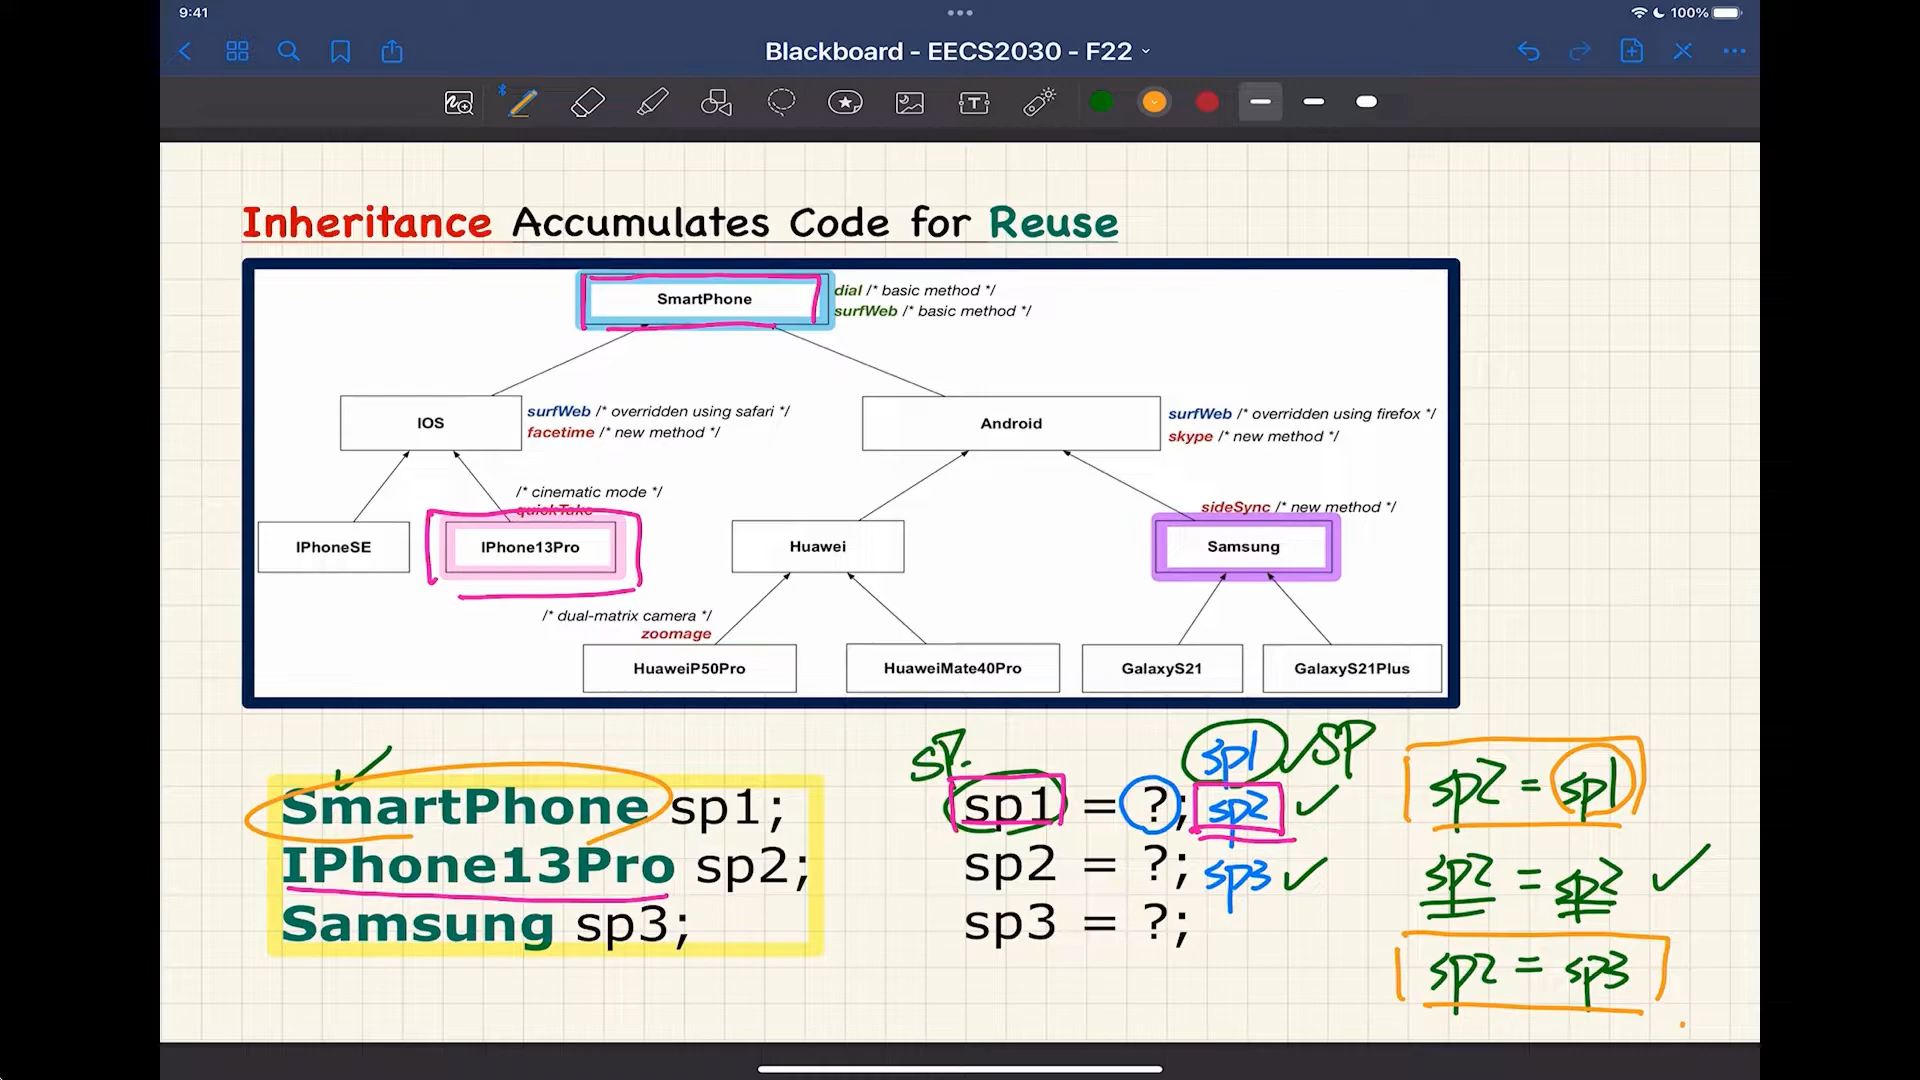 9:41
100%
Blackboard - EECS2030 - F22
Inheritance Accumulates Code for Reuse
SmartPhone
dial /* basic method */
surfWeb /* basic method */
IOS
surfWeb /* overridden using safari */
facetime /* new method */
Android
surfWeb /* overridden using firefox */
skype /* new method */
/* cinematic mode */
quickTake
sideSync /* new method */
IPhoneSE
IPhone13Pro
Huawei
Samsung
/* dual-matrix camera */
zoomage
HuaweiP50Pro
HuaweiMate40Pro
GalaxyS21
GalaxyS21Plus
SmartPhone sp1;
IPhone13Pro sp2;
Samsung sp3;
SP.
sp1 = ?;
sp2 = ?;
sp3 = ?;
sp1 ✓ SP
sp2 ✓
sp3 ✓
sp2 = sp1
sp2 = sp2 ✓
sp2 = sp3